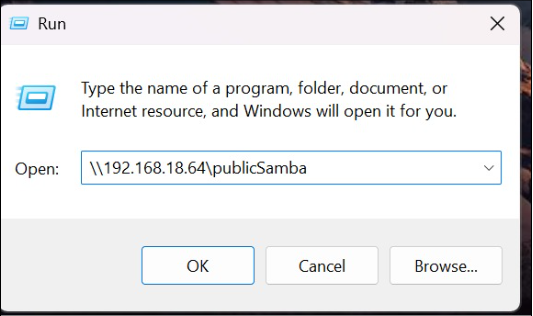 Run
Type the name of a program, folder, document, or
Internet resource, and Windows will open it for you.
Open: \\192.168.18.64\publicSamba
OK Cancel Browse...